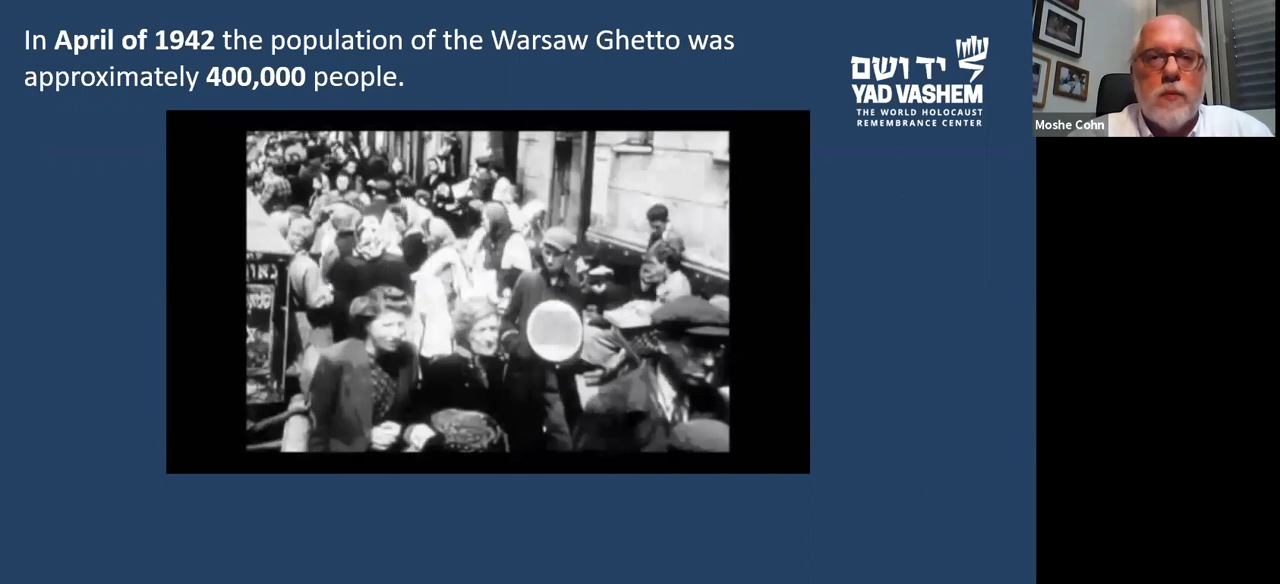 In April of 1942 the population of the Warsaw Ghetto was
approximately 400,000 people.
יד ושם
YAD VASHEM
THE WORLD HOLOCAUST
REMEMBRANCE CENTER
Moshe Cohn